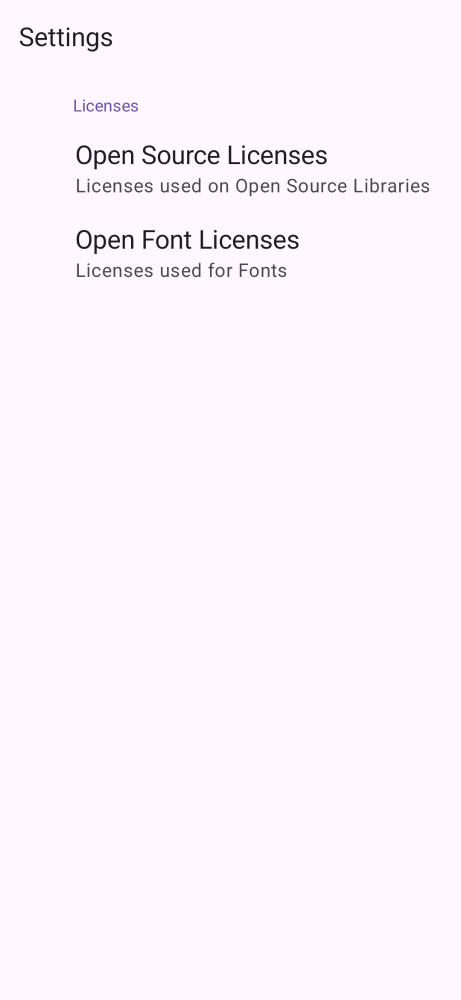 Settings
Licenses
Open Source Licenses
Licenses used on Open Source Libraries
Open Font Licenses
Licenses used for Fonts